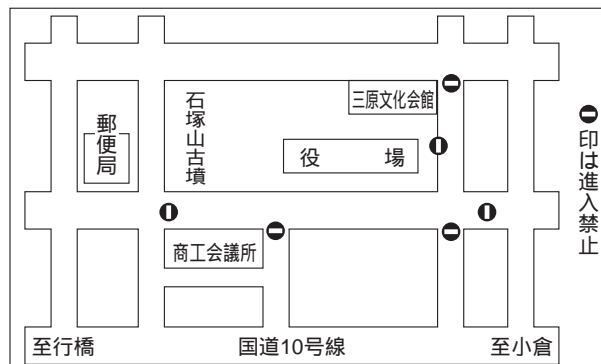 三原文化会館
石塚山古墳
郵便局
役場
印は進入禁止
商工会議所
至行橋
国道10号線
至小倉